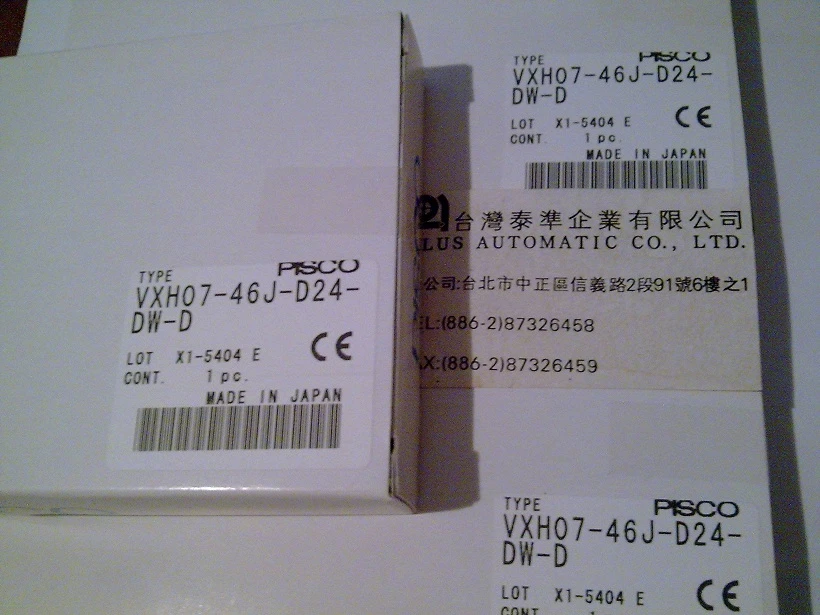 TYPE PISCO
VXH07-46J-D24-
DW-D
LOT X1-5404 E
CONT. 1 pc.
CE
MADE IN JAPAN
TYPE PISCO
VXH07-46J-D24-
DW-D
LOT X1-5404 E
CONT. 1 pc.
CE
MADE IN JAPAN
台灣泰準企業有限公司
LUS AUTOMATIC CO., LTD.
公司:台北市中正區信義路2段91號6樓之1
EL:(886-2)87326458
AX:(886-2)87326459
TYPE PISCO
VXH07-46J-D24-
DW-D
LOT X1-5404 E
CE